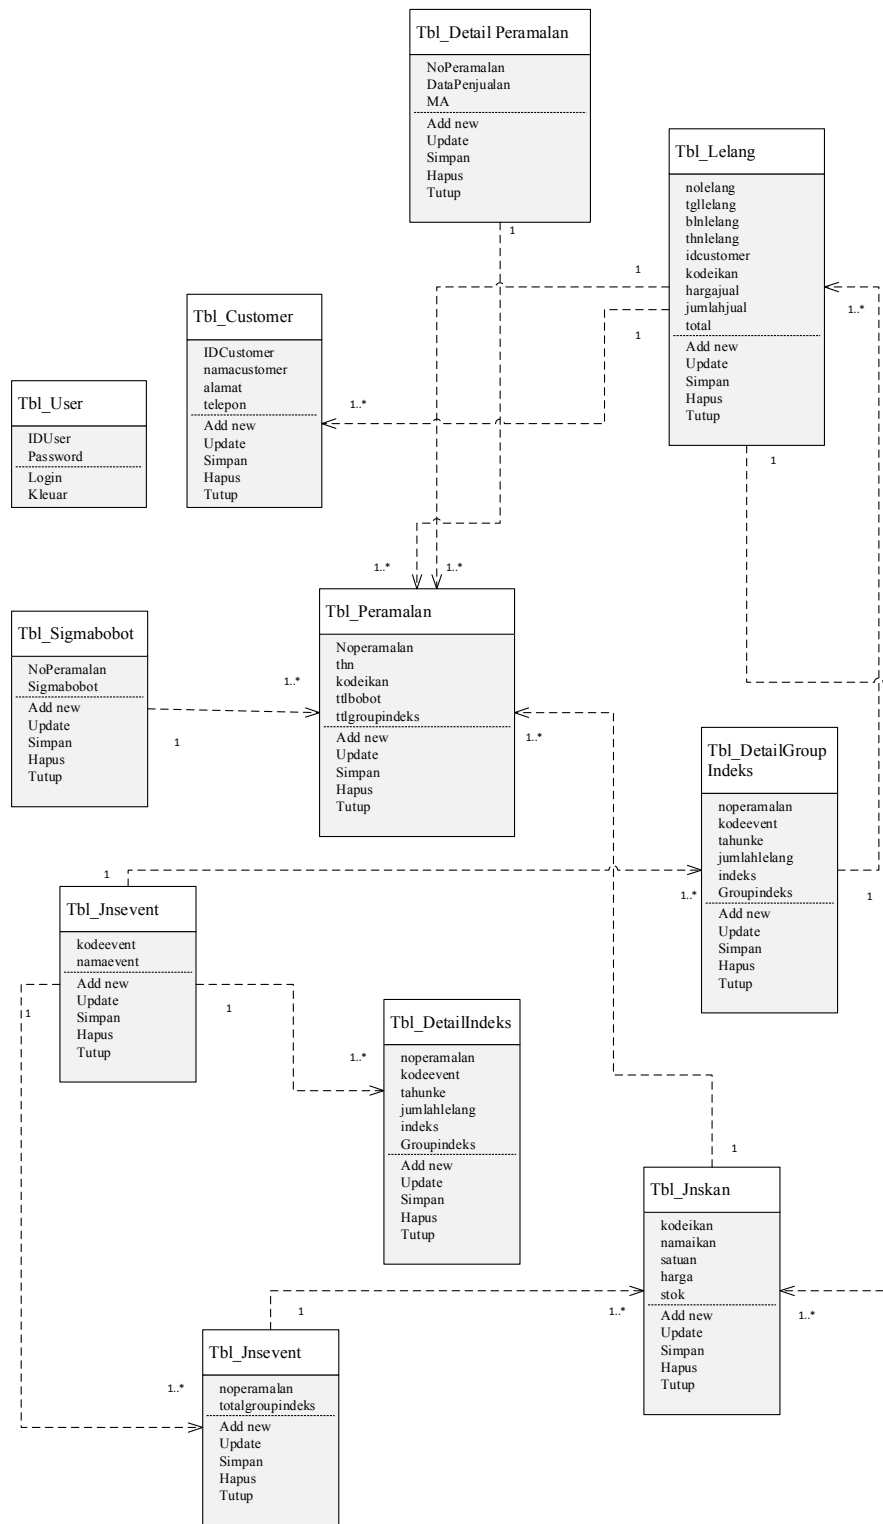 Tbl_Detail Peramalan
NoPeramalan
DataPenjualan
MA
Add new
Update
Simpan
Hapus
Tutup
1
Tbl_Lelang
nolelang
tgllelang
blnlelang
thnlelang
idcustomer
kodeikan
hargajual
jumlahjual
total
Add new
Update
Simpan
Hapus
Tutup
1
1
1..*
1
Tbl_Customer
IDCustomer
namacustomer
alamat
telepon
Add new
Update
Simpan
Hapus
Tutup
1..*
Tbl_User
IDUser
Password
Login
Kleuar
1..*
1..*
Tbl_Peramalan
Noperamalan
thn
kodeikan
ttlbobot
ttlgroupindeks
Add new
Update
Simpan
Hapus
Tutup
1..*
1..*
Tbl_Sigmabobot
NoPeramalan
Sigmabobot
Add new
Update
Simpan
Hapus
Tutup
1
Tbl_DetailGroup
Indeks
noperamalan
kodeevent
tahunke
jumlahlelang
indeks
Groupindeks
Add new
Update
Simpan
Hapus
Tutup
1..*
1
1
Tbl_Jnsevent
kodeevent
namaevent
Add new
Update
Simpan
Hapus
Tutup
1
1
1..*
Tbl_DetailIndeks
noperamalan
kodeevent
tahunke
jumlahlelang
indeks
Groupindeks
Add new
Update
Simpan
Hapus
Tutup
1
Tbl_Jnskan
kodeikan
namaikan
satuan
harga
stok
Add new
Update
Simpan
Hapus
Tutup
1..*
1..*
1
1..*
Tbl_Jnsevent
noperamalan
totalgroupindeks
Add new
Update
Simpan
Hapus
Tutup